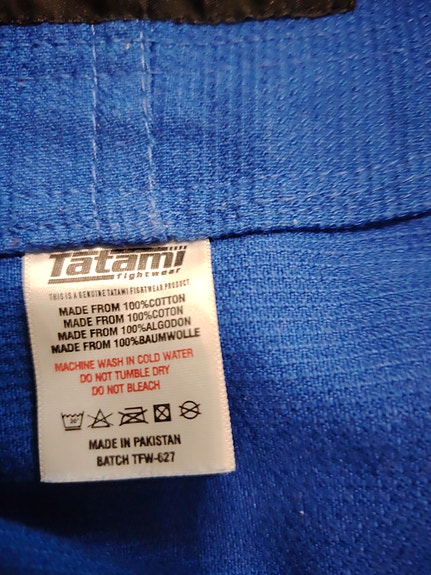 Tatami
fightwear
THIS IS A GENUINE TATAMI FIGHTWEAR PRODUCT
MADE FROM 100%COTTON
MADE FROM 100%COTON
MADE FROM 100%ALGODON
MADE FROM 100%BAUMWOLLE
MACHINE WASH IN COLD WATER
DO NOT TUMBLE DRY
DO NOT BLEACH
30°
MADE IN PAKISTAN
BATCH TFW-627